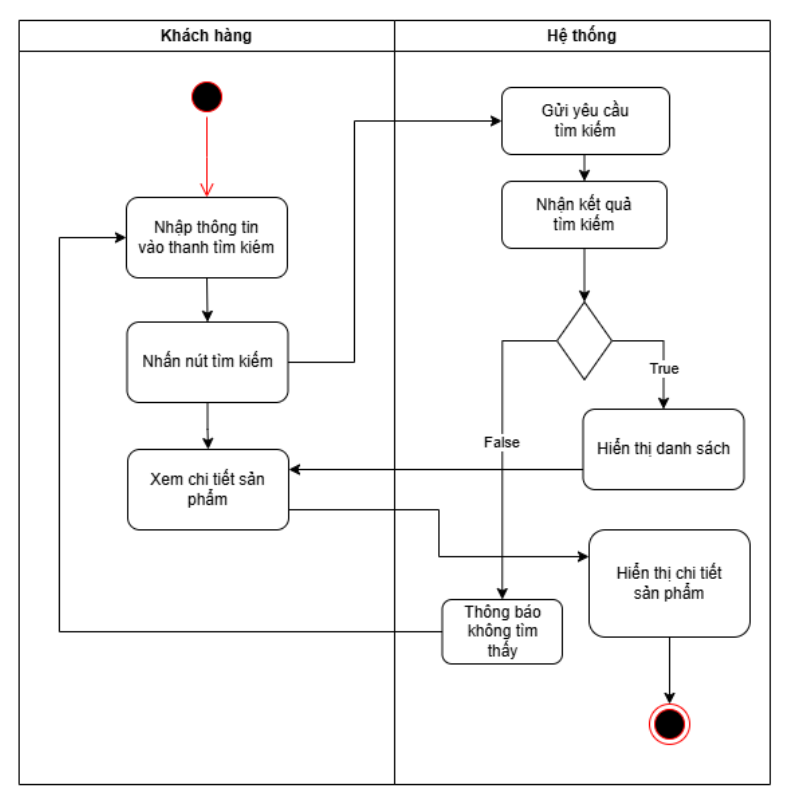 Khách hàng
Hệ thống
Gửi yêu cầu
tìm kiếm
Nhận kết quả
tìm kiếm
Nhập thông tin
vào thanh tìm kiém
Nhấn nút tìm kiếm
True
Hiển thị danh sách
False
Xem chi tiết sản
phẩm
Hiển thị chi tiết
sản phẩm
Thông báo
không tìm
thấy